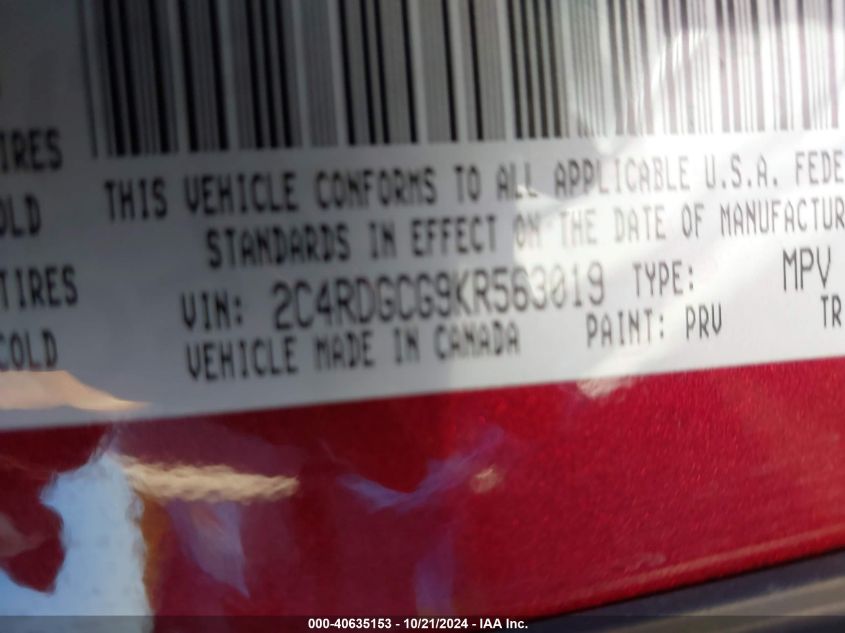 TIRES
THIS VEHICLE CONFORMS TO ALL APPLICABLE U.S.A. FEDE
OLD
STANDARDS IN EFFECT ON THE DATE OF MANUFACTUR
TIRES
VIN: 2C4RDGCG9KR563019 TYPE: MPV
COLD
VEHICLE MADE IN CANADA PAINT: PRV TR
000-40635153 - 10/21/2024 - IAA Inc.